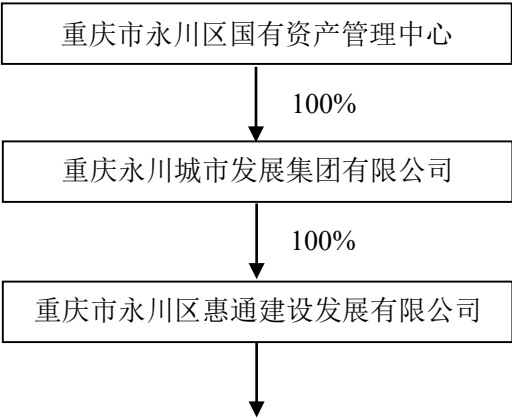 重庆市永川区国有资产管理中心
100%
重庆永川城市发展集团有限公司
100%
重庆市永川区惠通建设发展有限公司